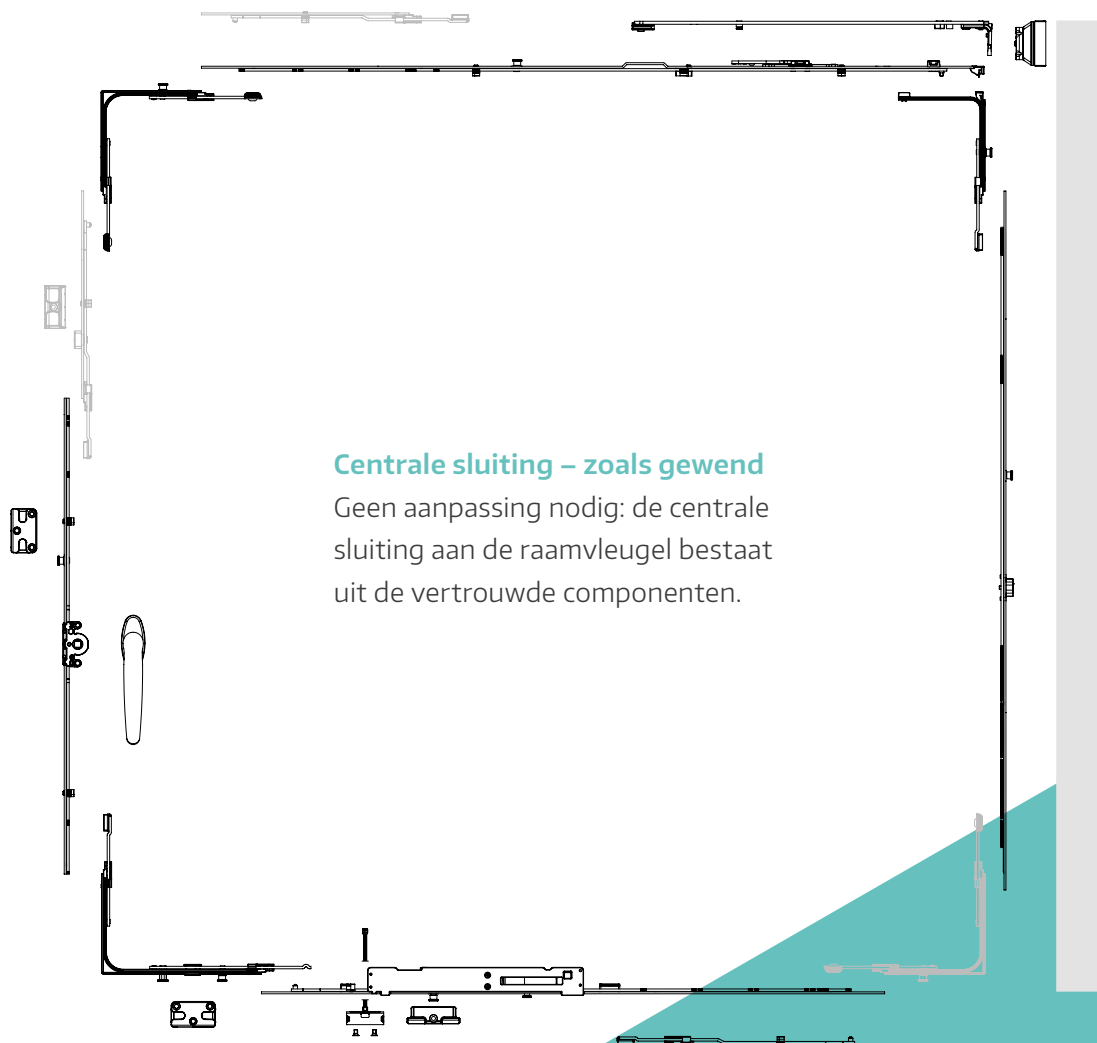 Centrale sluiting – zoals gewend
Geen aanpassing nodig: de centrale
sluiting aan de raamvleugel bestaat
uit de vertrouwde componenten.